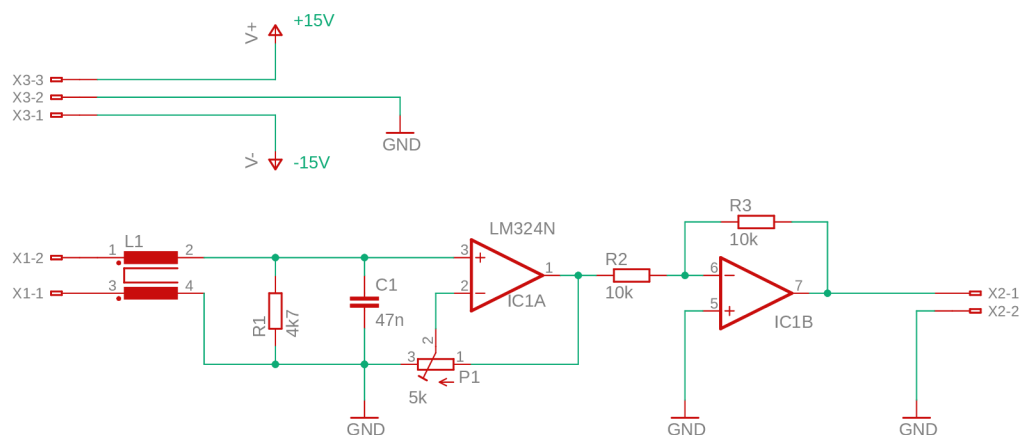 +15V
V+
X3-3
X3-2
X3-1
GND
V-
-15V
LM324N
R3
10k
X1-2
1
L1
2
3
+
1
R2
10k
6
-
7
X1-1
3
4
2
-
IC1A
5
+
IC1B
X2-1
X2-2
R1
4k7
C1
47n
2
3
1
P1
5k
GND
GND
GND